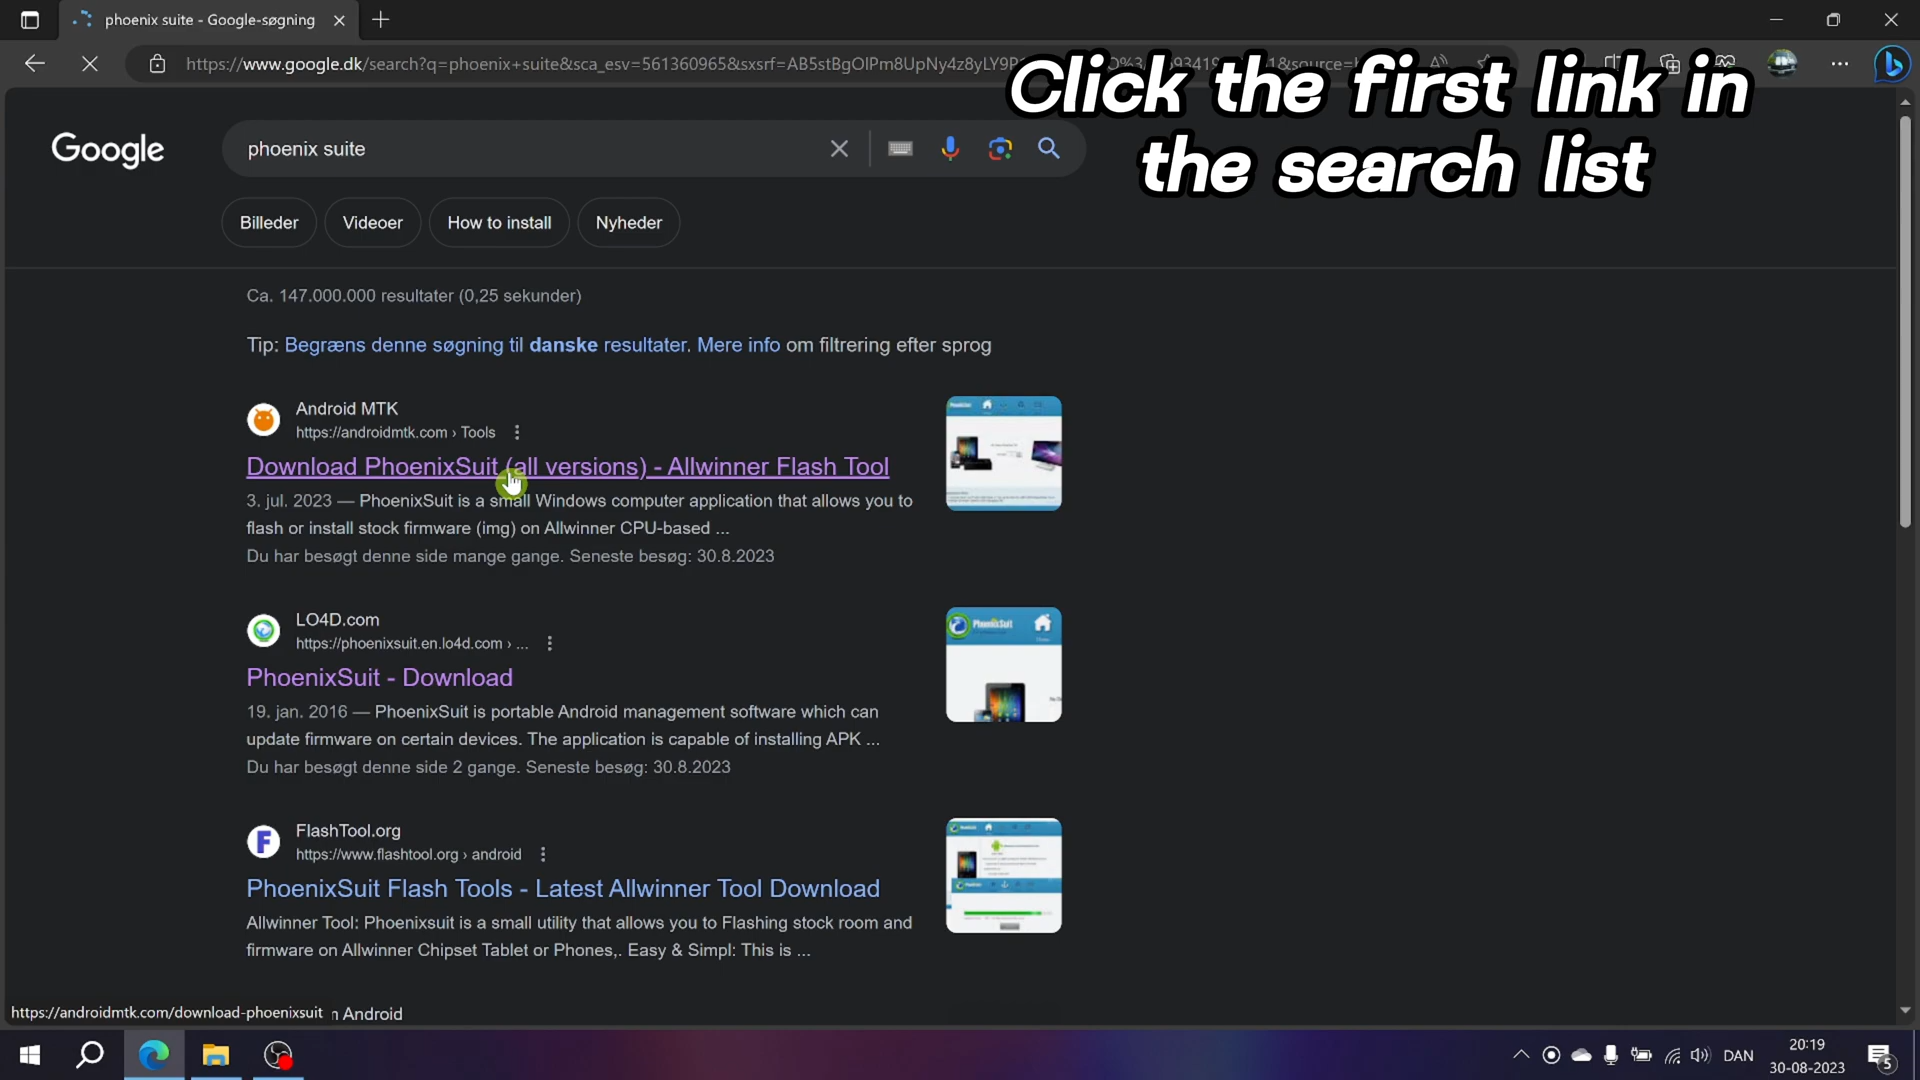 phoenix suite - Google-søgning
https://www.google.dk/search?q=phoenix+suite&sca_esv=561360965&sxsrf=AB5stBgOlPm8UpNy4z8yLY9P
Click the first link in
the search list
Google
phoenix suite
Billeder
Videoer
How to install
Nyheder
Ca. 147.000.000 resultater (0,25 sekunder)
Tip: Begræns denne søgning til danske resultater. Mere info om filtrering efter sprog
Android MTK
https://androidmtk.com › Tools
Download PhoenixSuit (all versions) - Allwinner Flash Tool
3. jul. 2023 — PhoenixSuit is a small Windows computer application that allows you to
flash or install stock firmware (img) on Allwinner CPU-based ...
Du har besøgt denne side mange gange. Seneste besøg: 30.8.2023
LO4D.com
https://phoenixsuit.en.lo4d.com › ...
PhoenixSuit - Download
19. jan. 2016 — PhoenixSuit is portable Android management software which can
update firmware on certain devices. The application is capable of installing APK ...
Du har besøgt denne side 2 gange. Seneste besøg: 30.8.2023
PhoenixSuit
FlashTool.org
https://www.flashtool.org › android
PhoenixSuit Flash Tools - Latest Allwinner Tool Download
Allwinner Tool: Phoenixsuit is a small utility that allows you to Flashing stock room and
firmware on Allwinner Chipset Tablet or Phones,. Easy & Simpl: This is ...
https://androidmtk.com/download-phoenixsuit
Android
DAN
20:19
30-08-2023
5